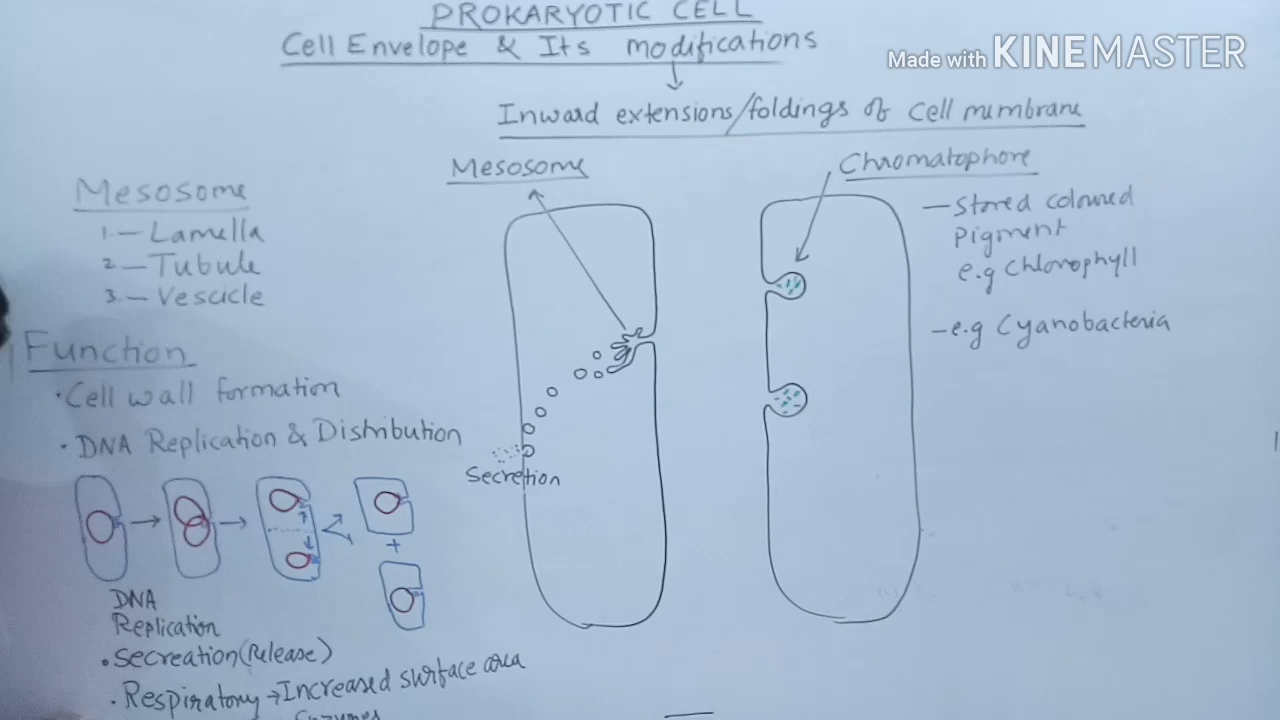 PROKARYOTIC CELL
Cell Envelope & Its modifications
Made with KINEMASTER
Inward extensions/foldings of Cell membrane
Mesosome
1.— Lamella
2 — Tubule
3.— Vescicle
Function
• Cell wall formation
• DNA Replication & Distribution
+
DNA
Replication
• Secreation (Release)
• Respiratory → Increased surface area
Enzymes
Mesosome
Secretion
Chromatophore
— Stored coloured
Pigment
e.g Chlorophyll
— e.g Cyanobacteria